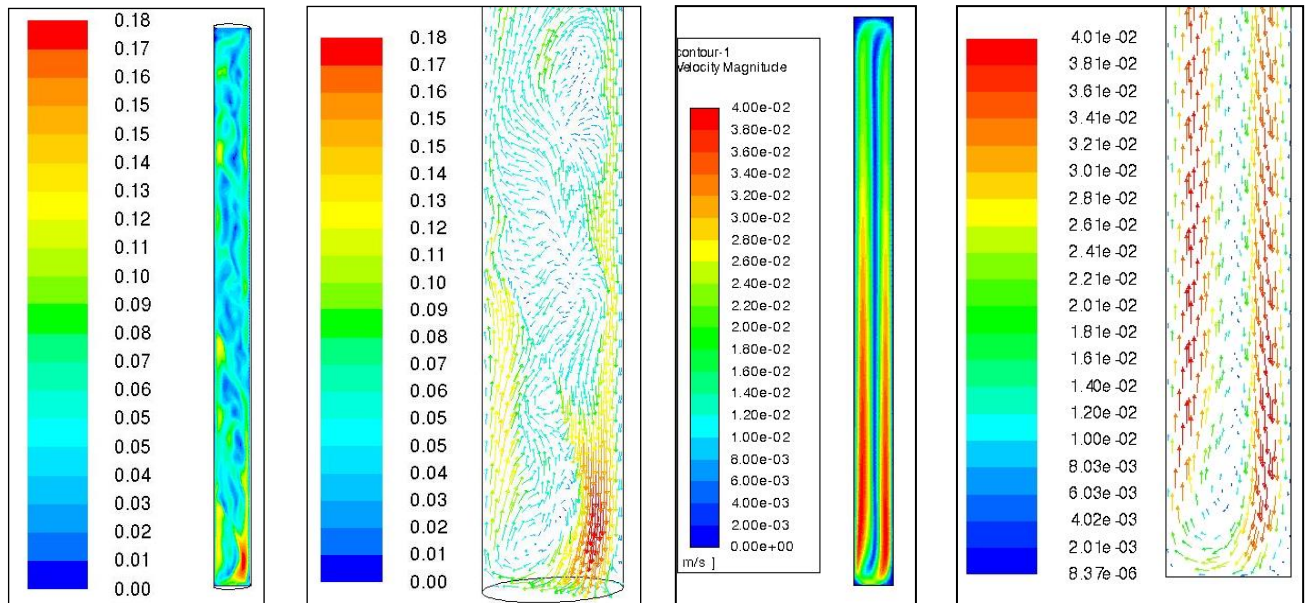 0.18
0.17
0.16
0.15
0.15
0.14
0.13
0.12
0.11
0.10
0.09
0.08
0.07
0.06
0.05
0.05
0.04
0.03
0.02
0.01
0.00
0.18
0.17
0.16
0.15
0.15
0.14
0.13
0.12
0.11
0.10
0.09
0.08
0.07
0.06
0.05
0.05
0.04
0.03
0.02
0.01
0.00
contour-1
Velocity Magnitude
4.00e-02
3.80e-02
3.60e-02
3.40e-02
3.20e-02
3.00e-02
2.80e-02
2.60e-02
2.40e-02
2.20e-02
2.00e-02
1.80e-02
1.60e-02
1.40e-02
1.20e-02
1.00e-02
8.00e-03
6.00e-03
4.00e-03
2.00e-03
0.00e+00
m/s ]
4.01e-02
3.81e-02
3.61e-02
3.41e-02
3.21e-02
3.01e-02
2.81e-02
2.61e-02
2.41e-02
2.21e-02
2.01e-02
1.81e-02
1.61e-02
1.40e-02
1.20e-02
1.00e-02
8.03e-03
6.03e-03
4.02e-03
2.01e-03
8.37e-06